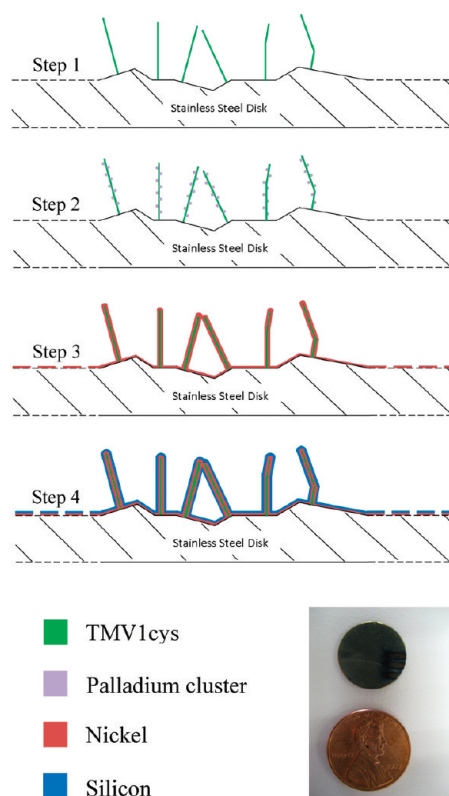 Step 1
Stainless Steel Disk
Step 2
Stainless Steel Disk
Step 3
Stainless Steel Disk
Step 4
Stainless Steel Disk
TMV1cys
Palladium cluster
Nickel
Silicon